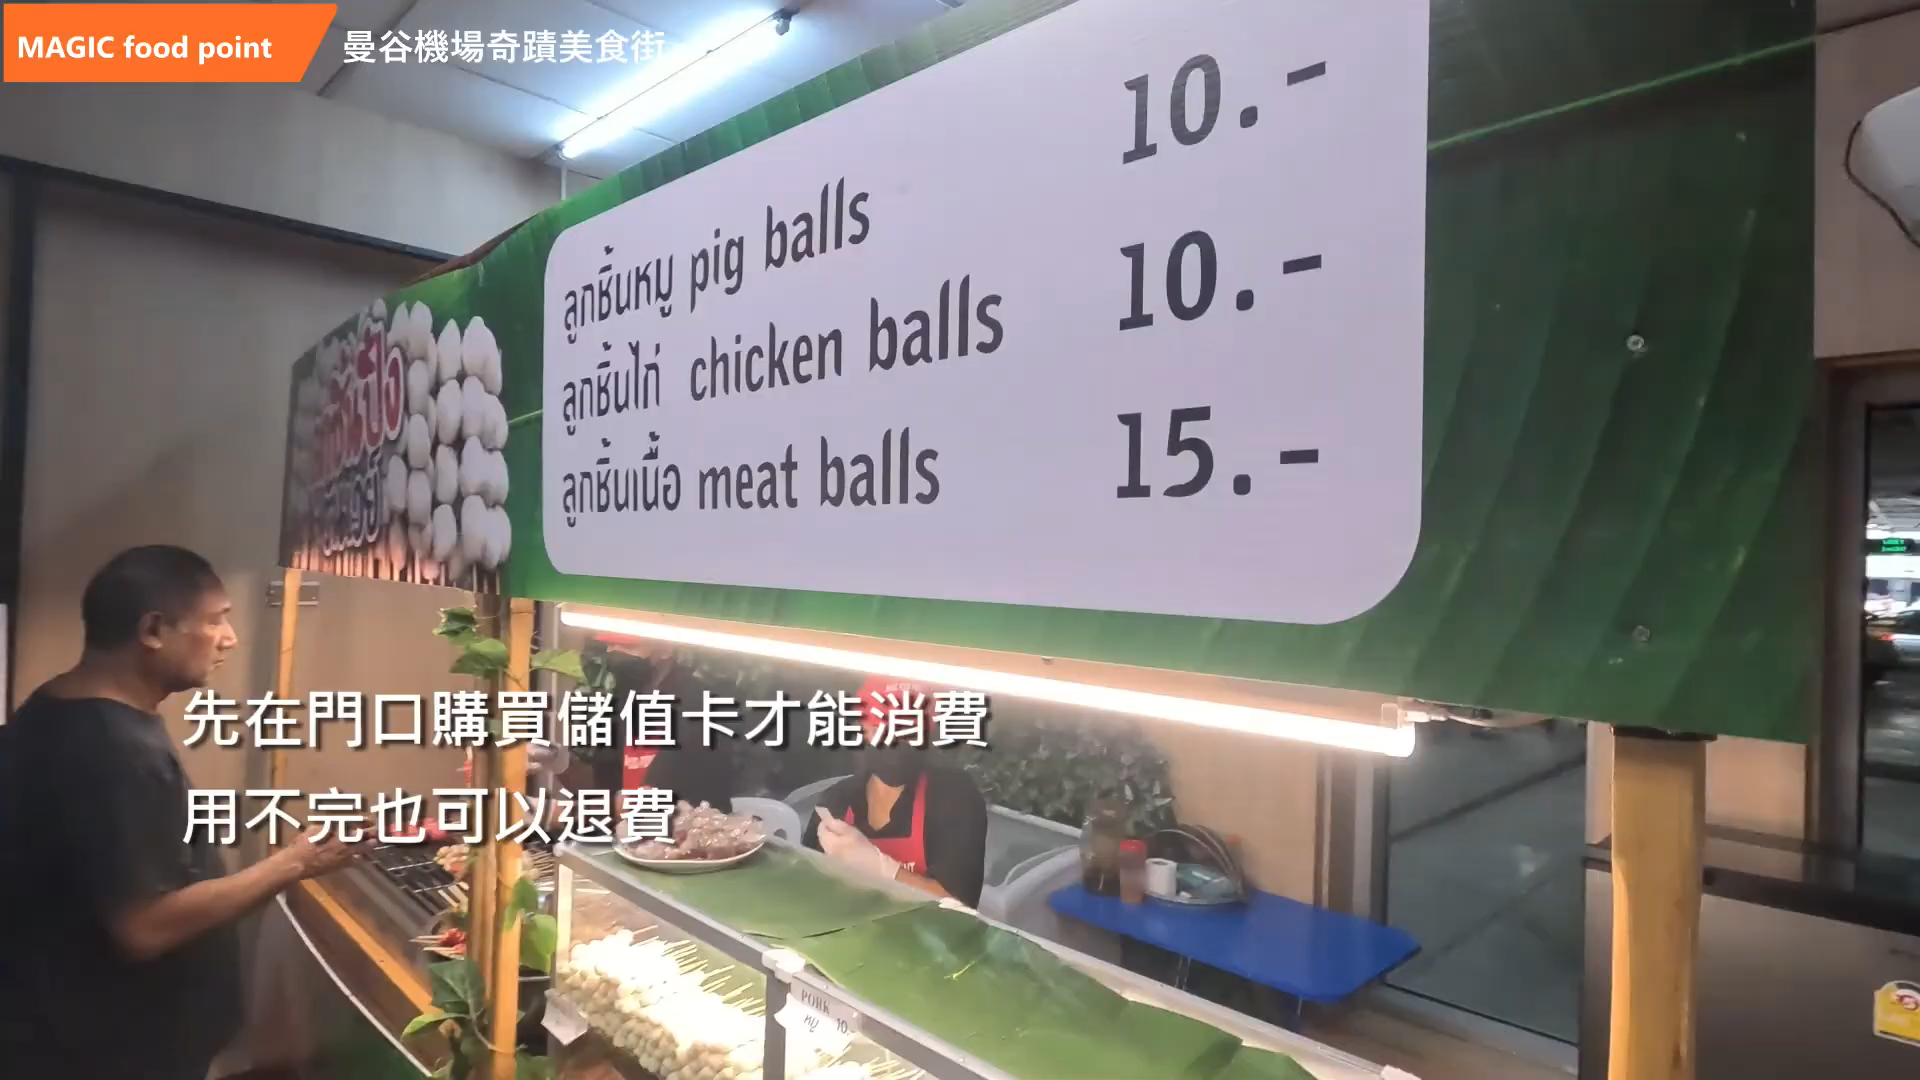 MAGIC food point
曼谷機場奇蹟美食街
ลูกชิ้นหมู pig balls 10.-
ลูกชิ้นไก่ chicken balls 10.-
ลูกชิ้นเนื้อ meat balls 15.-
先在門口購買儲值卡才能消費
用不完也可以退費
PORK
หมู 10.-